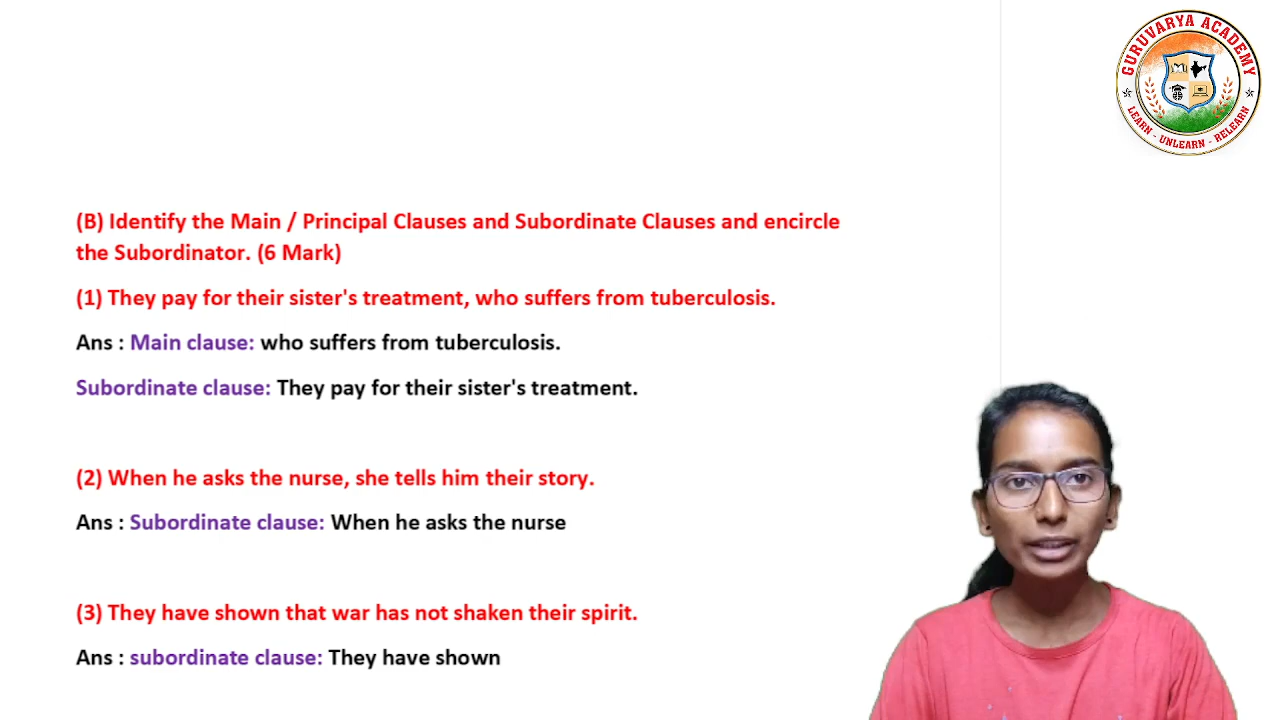 GURUVARYA ACADEMY
LEARN - UNLEARN - RELEARN
(B) Identify the Main / Principal Clauses and Subordinate Clauses and encircle
the Subordinator. (6 Mark)
(1) They pay for their sister's treatment, who suffers from tuberculosis.
Ans : Main clause: who suffers from tuberculosis.
Subordinate clause: They pay for their sister's treatment.
(2) When he asks the nurse, she tells him their story.
Ans : Subordinate clause: When he asks the nurse
(3) They have shown that war has not shaken their spirit.
Ans : subordinate clause: They have shown